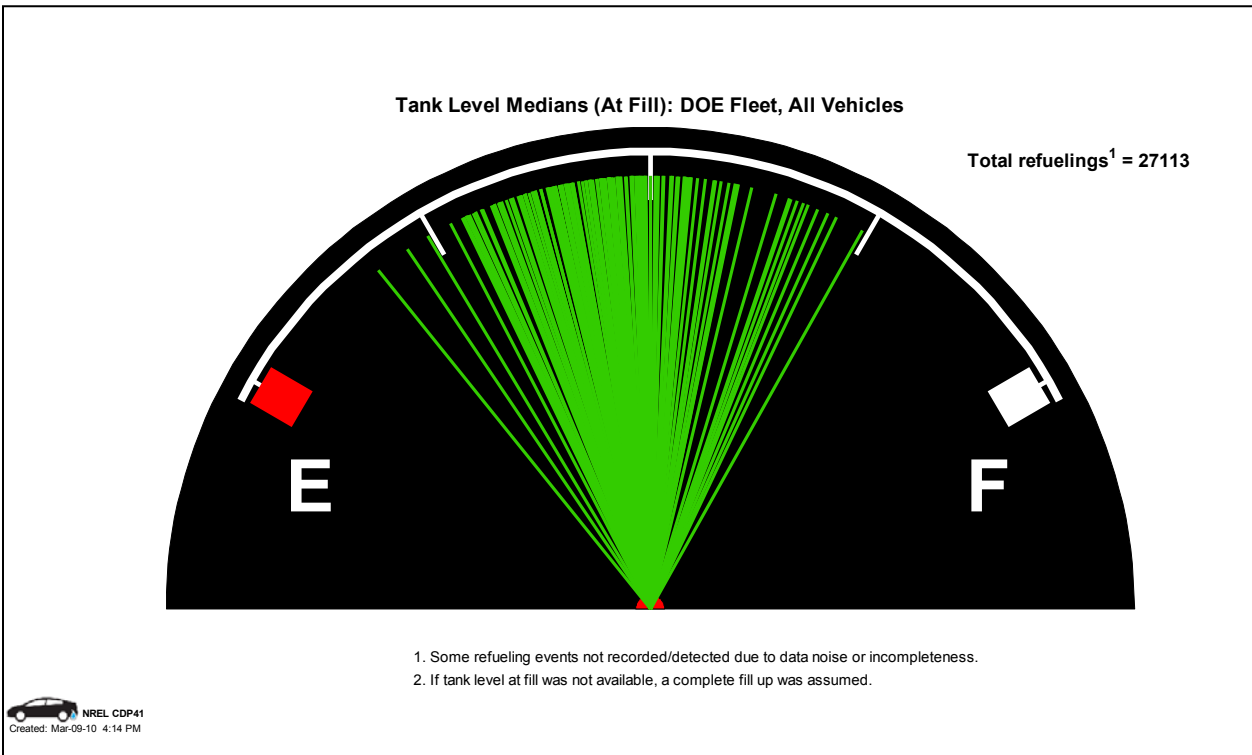 Tank Level Medians (At Fill): DOE Fleet, All Vehicles
Total refuelings1 = 27113
E
F
1. Some refueling events not recorded/detected due to data noise or incompleteness.
2. If tank level at fill was not available, a complete fill up was assumed.
NREL CDP41
Created: Mar-09-10 4:14 PM